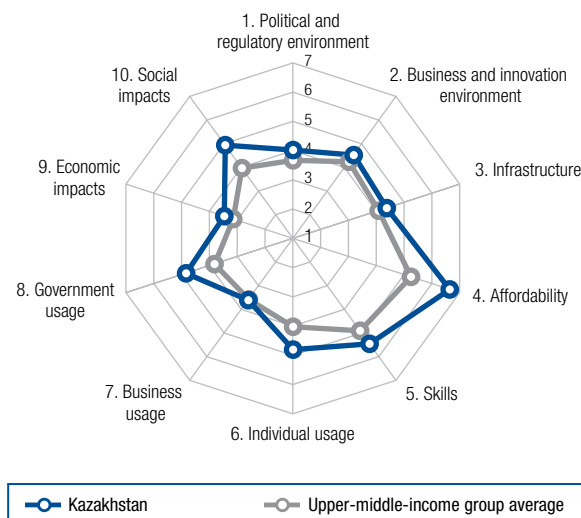 1. Political and
regulatory environment
10. Social
impacts
7
6
5
4
3
2
1
2. Business and innovation
environment
9. Economic
impacts
3. Infrastructure
8. Government
usage
4. Affordability
7. Business
usage
5. Skills
6. Individual usage
Kazakhstan
Upper-middle-income group average